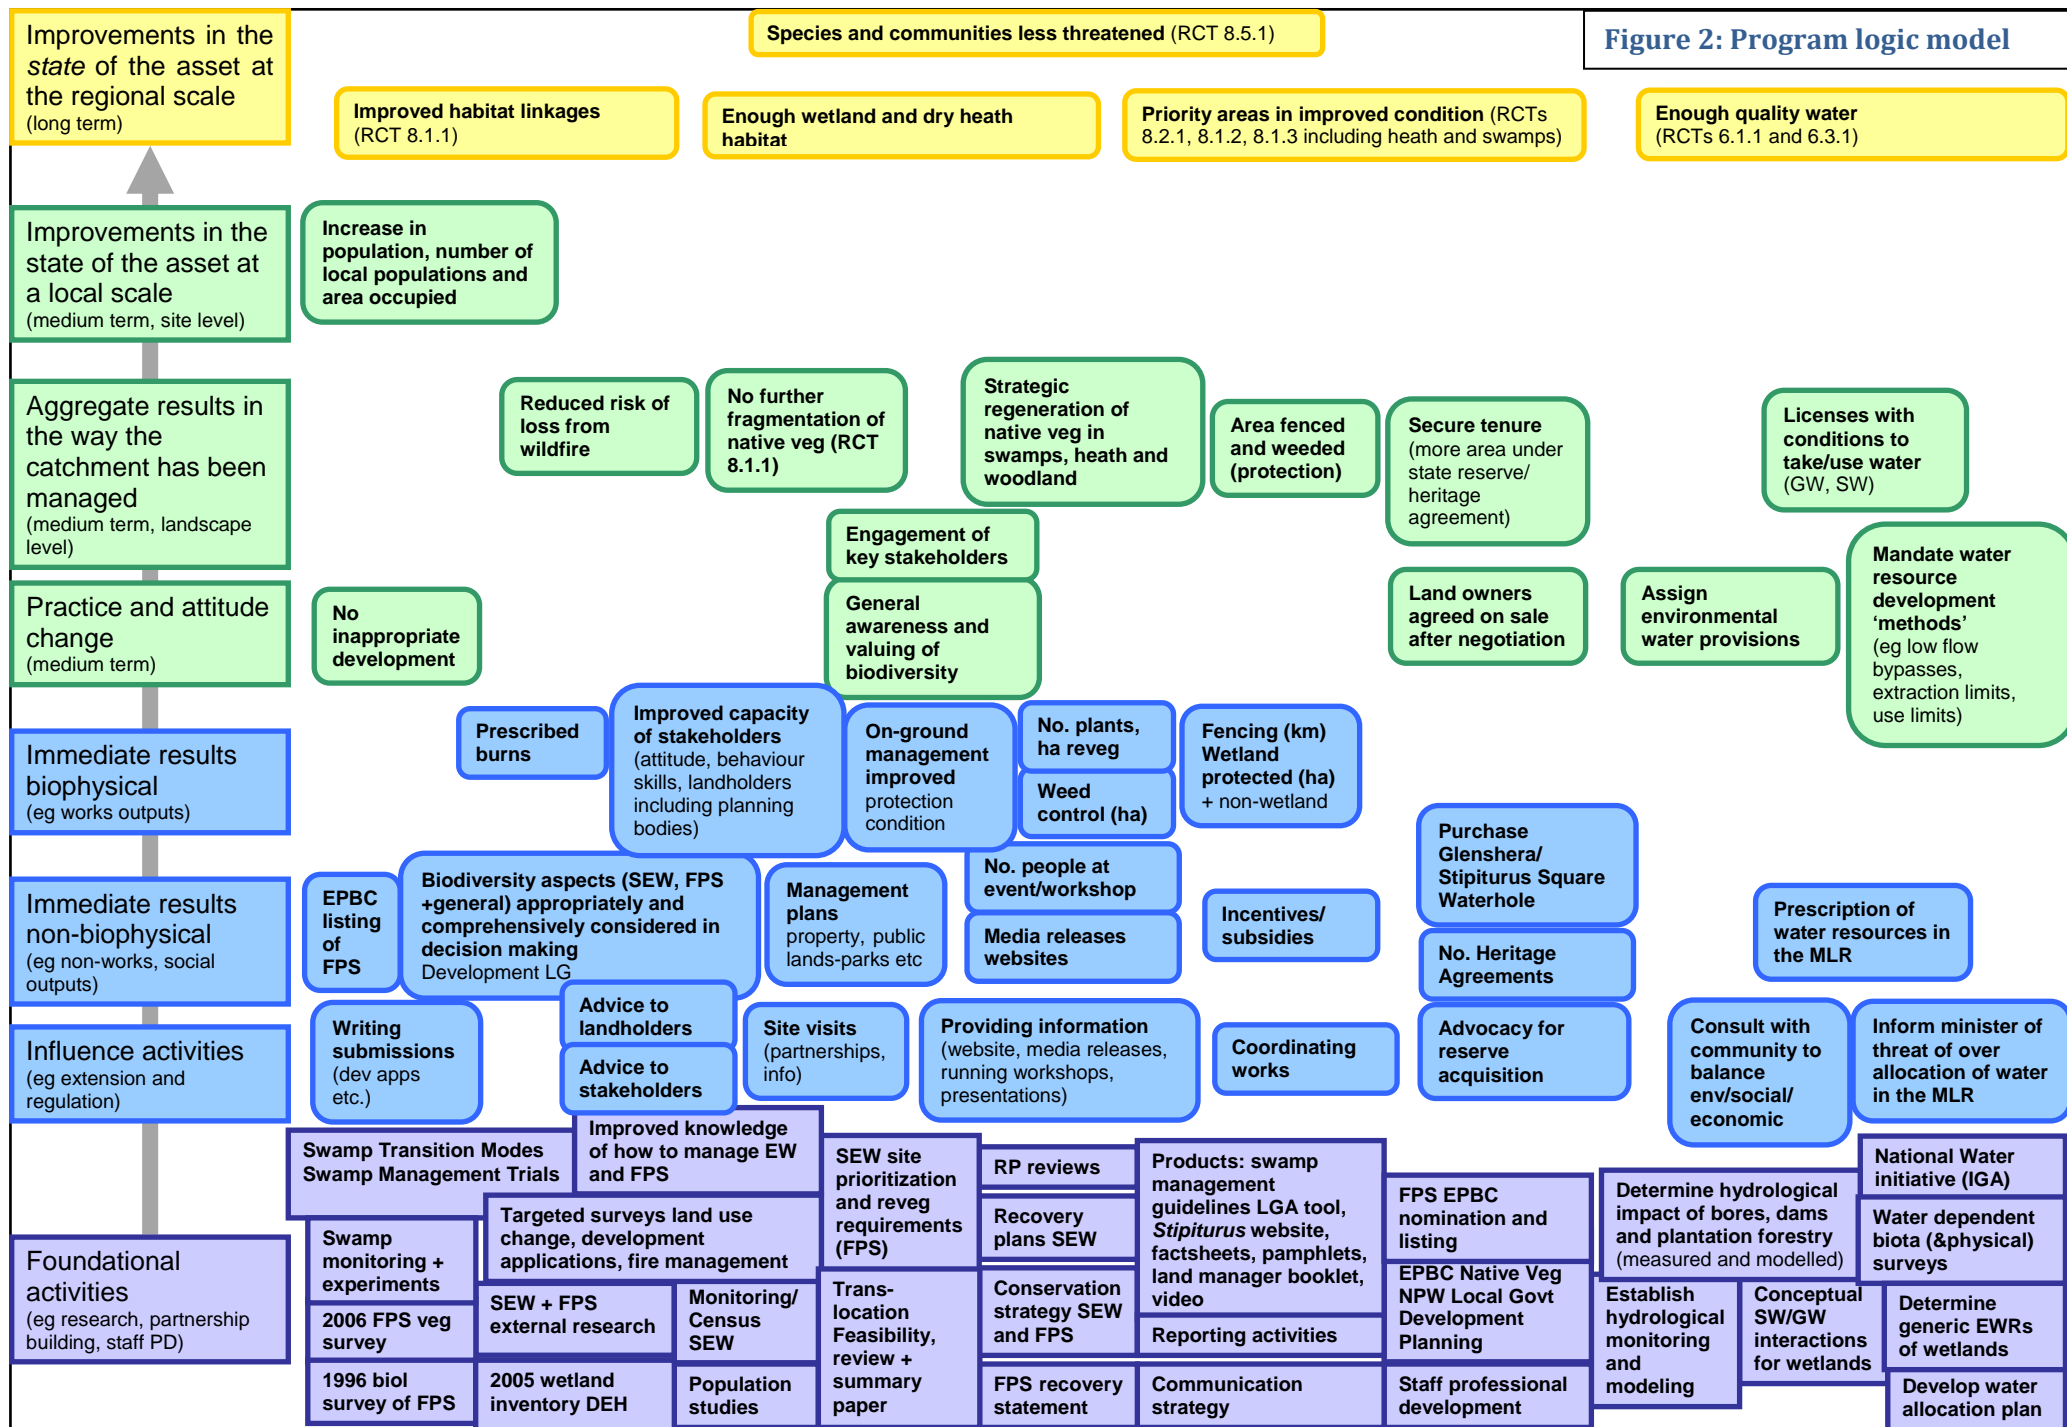 Figure 2: Program logic model
Improvements in the
state of the asset at
the regional scale
(long term)
Species and communities less threatened (RCT 8.5.1)
Improved habitat linkages
(RCT 8.1.1)
Enough wetland and dry heath
habitat
Priority areas in improved condition (RCTs
8.2.1, 8.1.2, 8.1.3 including heath and swamps)
Enough quality water
(RCTs 6.1.1 and 6.3.1)
Improvements in the
state of the asset at
a local scale
(medium term, site level)
Increase in
population, number of
local populations and
area occupied
Aggregate results in
the way the
catchment has been
managed
(medium term, landscape
level)
Reduced risk of
loss from
wildfire
No further
fragmentation of
native veg (RCT
8.1.1)
Strategic
regeneration of
native veg in
swamps, heath and
woodland
Area fenced
and weeded
(protection)
Secure tenure
(more area under
state reserve/
heritage
agreement)
Licenses with
conditions to
take/use water
(GW, SW)
Engagement of
key stakeholders
Mandate water
resource
development
‘methods’
(eg low flow
bypasses,
extraction limits,
use limits)
Practice and attitude
change
(medium term)
No
inappropriate
development
General
awareness and
valuing of
biodiversity
Land owners
agreed on sale
after negotiation
Assign
environmental
water provisions
Immediate results
biophysical
(eg works outputs)
Prescribed
burns
Improved capacity
of stakeholders
(attitude, behaviour
skills, landholders
including planning
bodies)
On-ground
management
improved
protection
condition
No. plants,
ha reveg
Weed
control (ha)
Fencing (km)
Wetland
protected (ha)
+ non-wetland
Immediate results
non-biophysical
(eg non-works, social
outputs)
EPBC
listing
of
FPS
Biodiversity aspects (SEW, FPS
+general) appropriately and
comprehensively considered in
decision making
Development LG
Management
plans
property, public
lands-parks etc
No. people at
event/workshop
Media releases
websites
Incentives/
subsidies
Purchase
Glenshera/
Stipiturus Square
Waterhole
No. Heritage
Agreements
Prescription of
water resources in
the MLR
Influence activities
(eg extension and
regulation)
Writing
submissions
(dev apps
etc.)
Advice to
landholders
Advice to
stakeholders
Site visits
(partnerships,
info)
Providing information
(website, media releases,
running workshops,
presentations)
Coordinating
works
Advocacy for
reserve
acquisition
Consult with
community to
balance
env/social/
economic
Inform minister of
threat of over
allocation of water
in the MLR
Foundational
activities
(eg research, partnership
building, staff PD)
Swamp Transition Modes
Swamp Management Trials
Improved knowledge
of how to manage EW
and FPS
Targeted surveys land use
change, development
applications, fire management
Swamp
monitoring +
experiments
2006 FPS veg
survey
1996 biol
survey of FPS
SEW + FPS
external research
2005 wetland
inventory DEH
Monitoring/
Census
SEW
Population
studies
SEW site
prioritization
and reveg
requirements
(FPS)
Trans-
location
Feasibility,
review +
summary
paper
RP reviews
Recovery
plans SEW
Conservation
strategy SEW
and FPS
FPS recovery
statement
Products: swamp
management
guidelines LGA tool,
Stipiturus website,
factsheets, pamphlets,
land manager booklet,
video
Reporting activities
Communication
strategy
FPS EPBC
nomination and
listing
EPBC Native Veg
NPW Local Govt
Development
Planning
Staff professional
development
Determine hydrological
impact of bores, dams
and plantation forestry
(measured and modelled)
Establish
hydrological
monitoring
and
modeling
Conceptual
SW/GW
interactions
for wetlands
National Water
initiative (IGA)
Water dependent
biota (&physical)
surveys
Determine
generic EWRs
of wetlands
Develop water
allocation plan